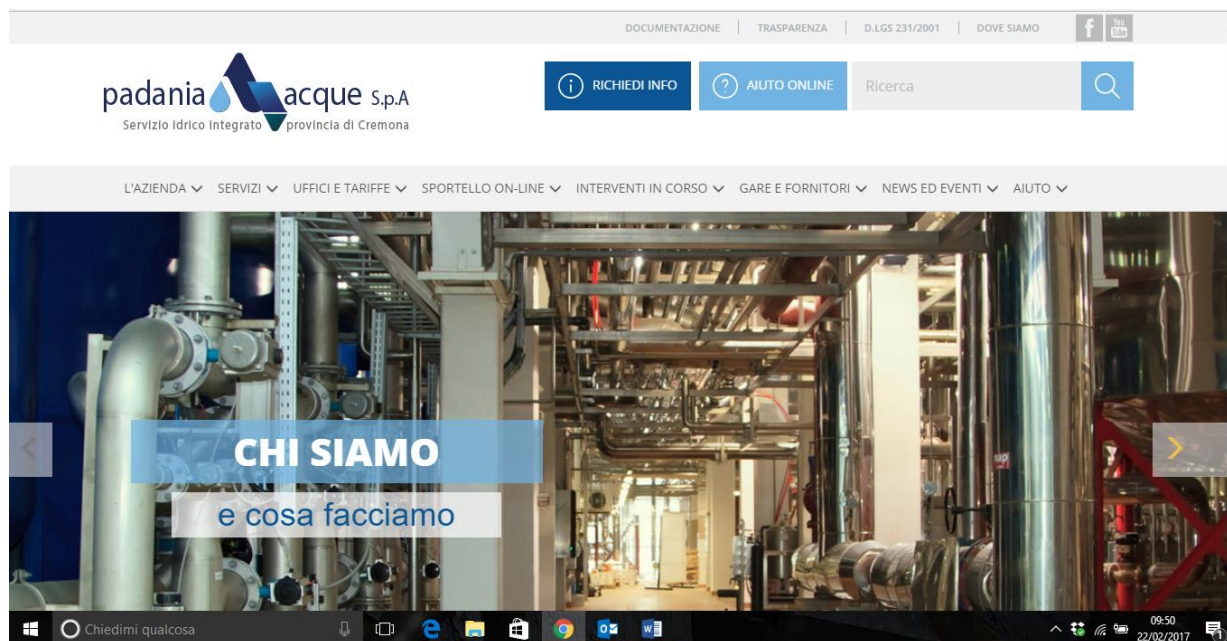 DOCUMENTAZIONE
TRASPARENZA
D.LGS 231/2001
DOVE SIAMO
f
You Tube
padania acque S.p.A
Servizio Idrico Integrato provincia di Cremona
i RICHIEDI INFO
? AIUTO ONLINE
Ricerca
L'AZIENDA
SERVIZI
UFFICI E TARIFFE
SPORTELLO ON-LINE
INTERVENTI IN CORSO
GARE E FORNITORI
NEWS ED EVENTI
AIUTO
CHI SIAMO
e cosa facciamo
Chiedimi qualcosa
09:50
22/02/2017